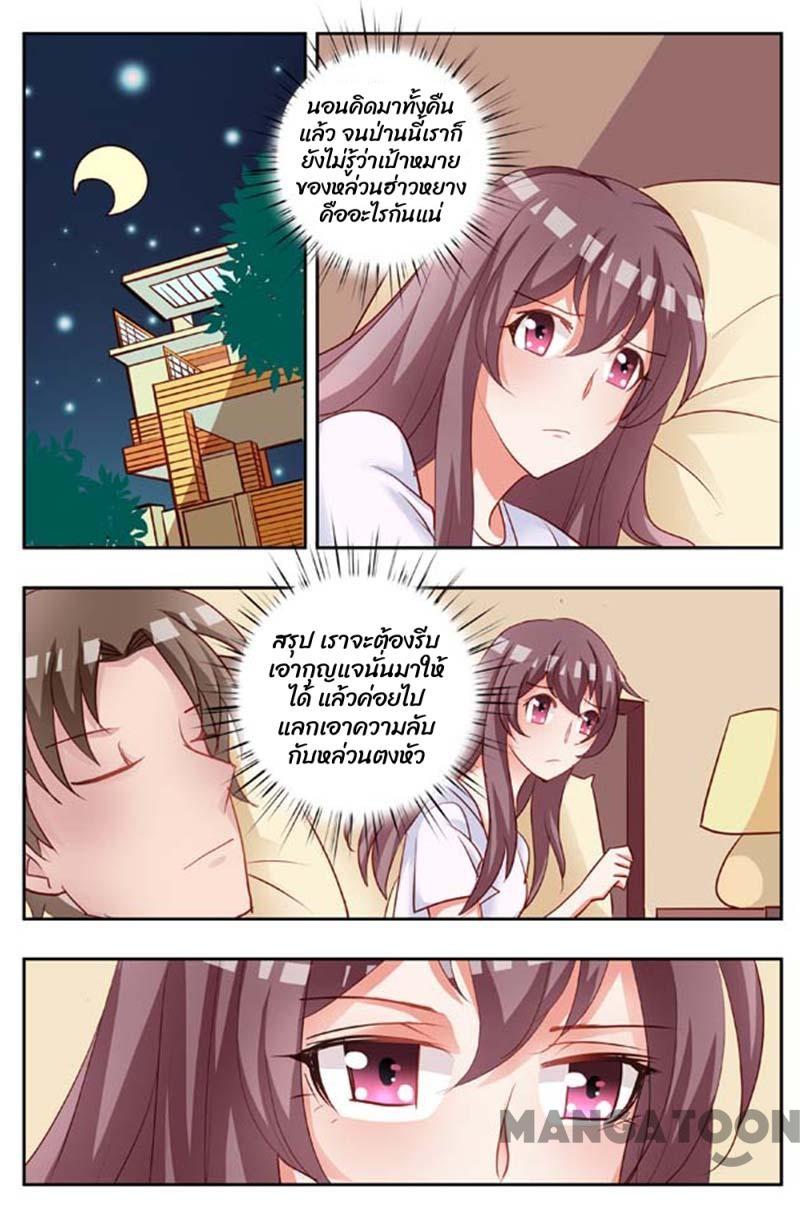 นอนคิดมาทั้งคืน
แล้ว จนป่านนี้เราก็
ยังไม่รู้ว่าเป้าหมาย
ของหล่วนฮ่าวหยาง
คืออะไรกันแน่
สรุป เราจะต้องรีบ
เอากุญแจนั่นมาให้
ได้ แล้วค่อยไป
แลกเอาความลับ
กับหล่วนตงหัว
MANGATOON